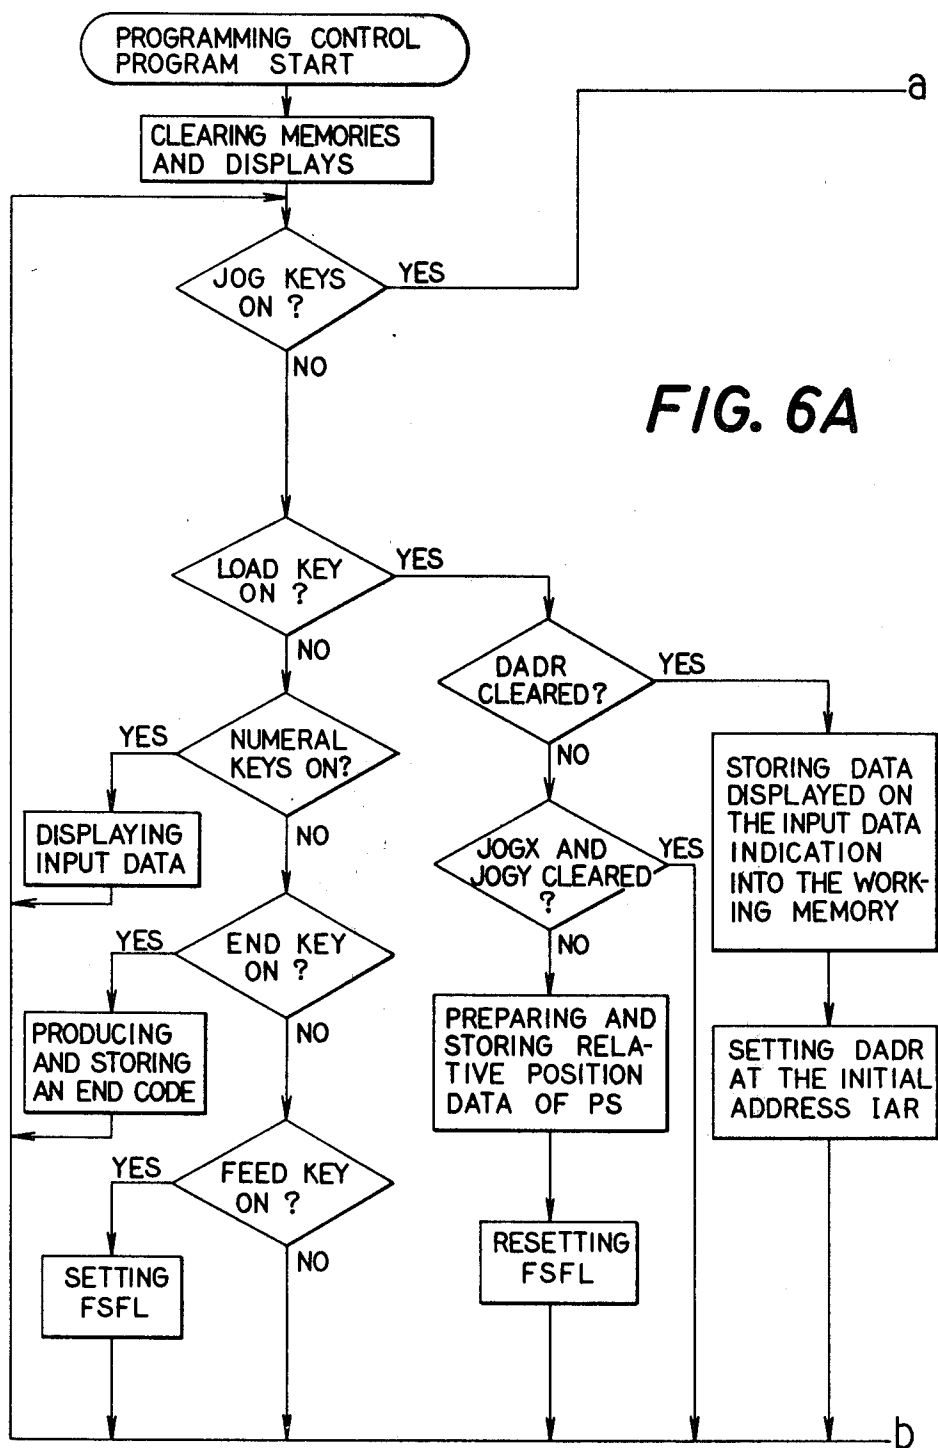 PROGRAMMING CONTROL
PROGRAM START
a
CLEARING MEMORIES
AND DISPLAYS
JOG KEYS
ON ?
YES
NO
FIG. 6A
LOAD KEY
ON ?
YES
NO
DADR
CLEARED?
YES
NO
NUMERAL
KEYS ON?
YES
NO
STORING DATA
DISPLAYED ON
THE INPUT DATA
INDICATION
INTO THE WORK-
ING MEMORY
DISPLAYING
INPUT DATA
JOGX AND
JOGY CLEARED
?
YES
NO
END KEY
ON ?
YES
NO
PRODUCING
AND STORING
AN END CODE
PREPARING AND
STORING RELA-
TIVE POSITION
DATA OF PS
SETTING DADR
AT THE INITIAL
ADDRESS IAR
FEED KEY
ON ?
YES
NO
SETTING
FSFL
RESETTING
FSFL
b